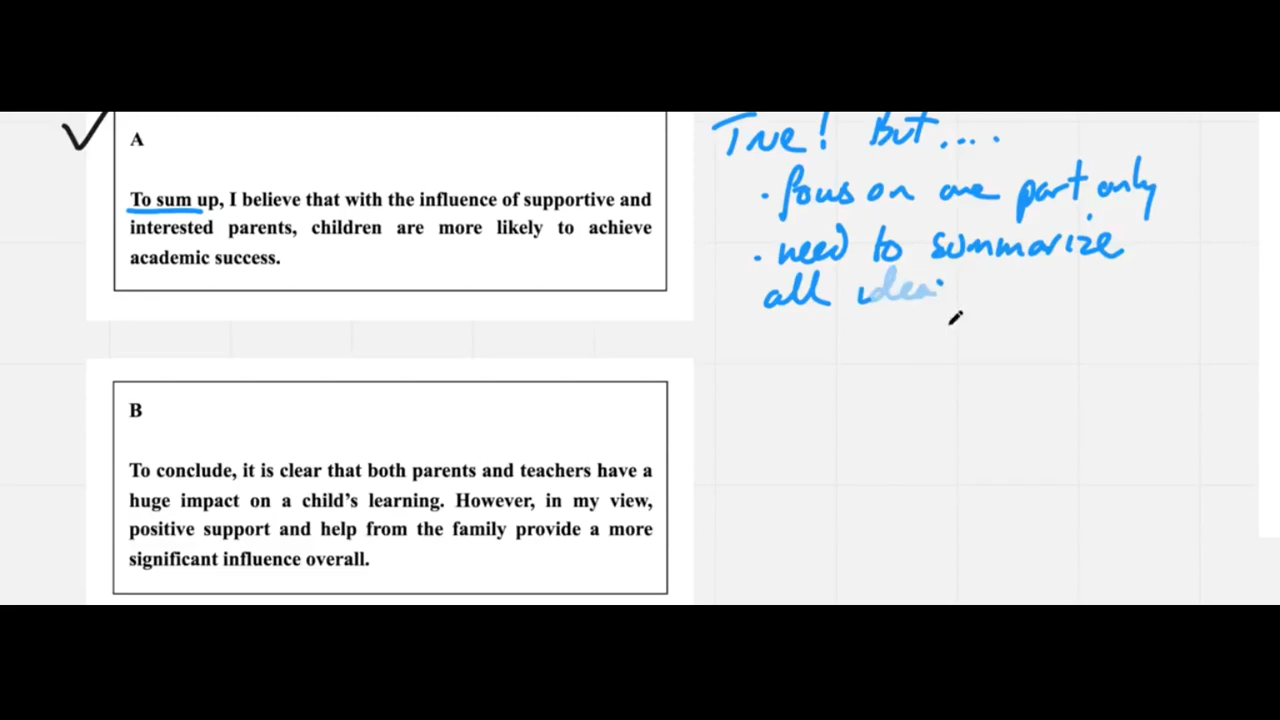 A
To sum up, I believe that with the influence of supportive and
interested parents, children are more likely to achieve
academic success.
True! But....
· focus on one part only
· need to summarize
all idea
B
To conclude, it is clear that both parents and teachers have a
huge impact on a child’s learning. However, in my view,
positive support and help from the family provide a more
significant influence overall.